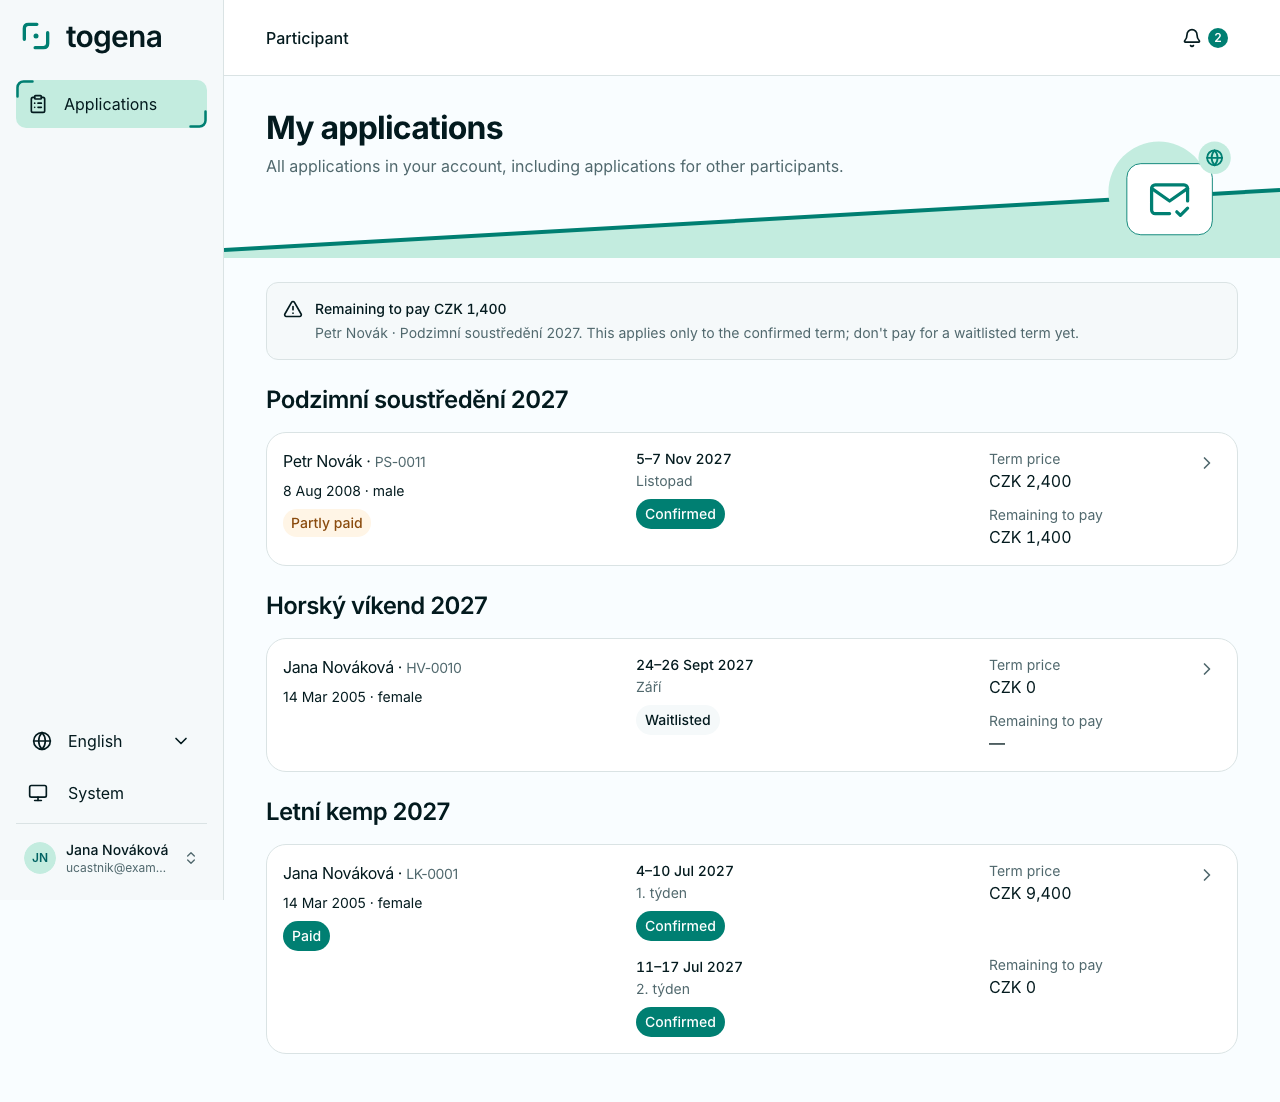 togena
Participant
2
Applications
My applications
All applications in your account, including applications for other participants.
Remaining to pay CZK 1,400
Petr Novák · Podzimní soustředění 2027. This applies only to the confirmed term; don't pay for a waitlisted term yet.
Podzimní soustředění 2027
Petr Novák · PS-0011
8 Aug 2008 · male
Partly paid
5–7 Nov 2027
Listopad
Confirmed
Term price
CZK 2,400
Remaining to pay
CZK 1,400
Horský víkend 2027
Jana Nováková · HV-0010
14 Mar 2005 · female
24–26 Sept 2027
Září
Waitlisted
Term price
CZK 0
Remaining to pay
—
Letní kemp 2027
Jana Nováková · LK-0001
14 Mar 2005 · female
Paid
4–10 Jul 2027
1. týden
Confirmed
11–17 Jul 2027
2. týden
Confirmed
Term price
CZK 9,400
Remaining to pay
CZK 0
English
System
JN
Jana Nováková
ucastnik@exam...